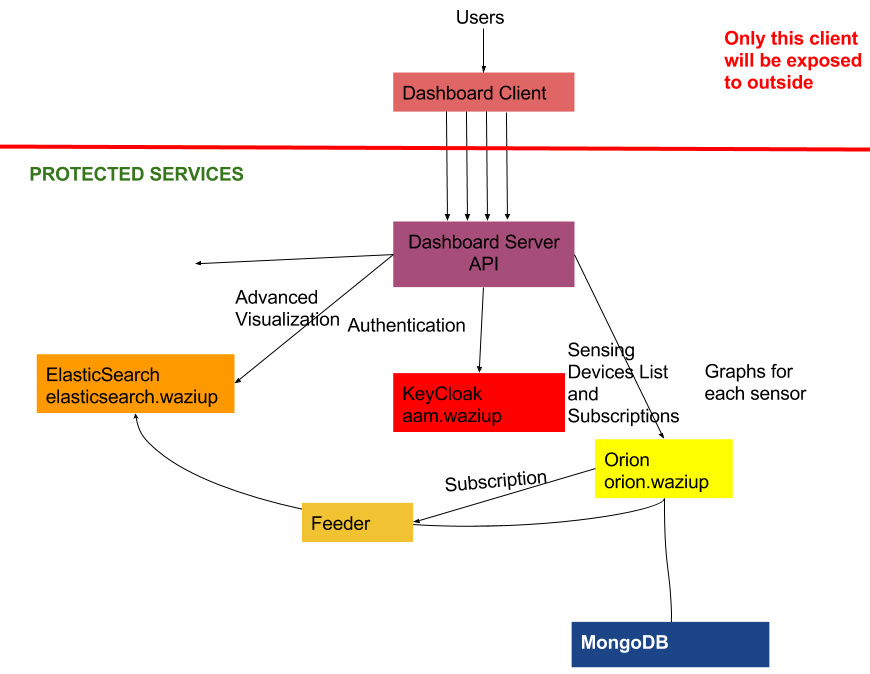 Users
Only this client
will be exposed
to outside
Dashboard Client
PROTECTED SERVICES
Dashboard Server
API
Advanced
Visualization
Authentication
Sensing
Devices List
and
Subscriptions
Graphs for
each sensor
ElasticSearch
elasticsearch.waziup
KeyCloak
aam.waziup
Orion
orion.waziup
Subscription
Feeder
MongoDB